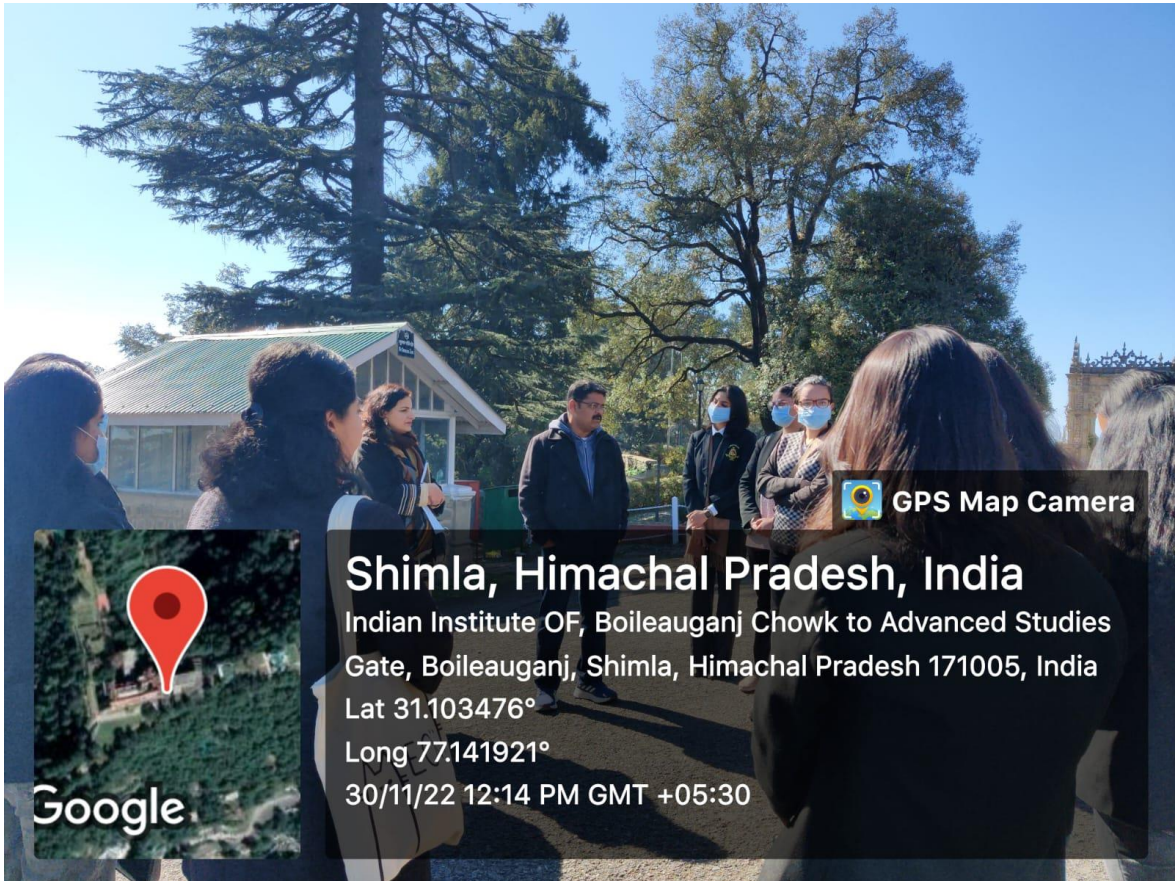 GPS Map Camera
Shimla, Himachal Pradesh, India
Indian Institute OF, Boileauganj Chowk to Advanced Studies
Gate, Boileauganj, Shimla, Himachal Pradesh 171005, India
Lat 31.103476°
Long 77.141921°
30/11/22 12:14 PM GMT +05:30
Google